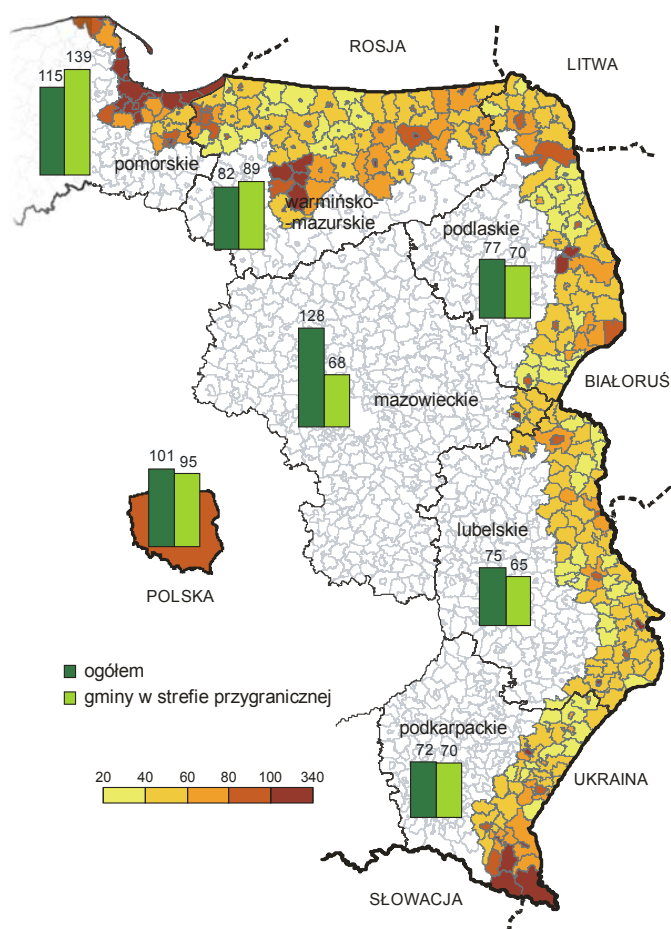 ROSJA
LITWA
139
115
pomorskie
82 89
warmińsko-
mazurskie
podlaskie
77 70
128
68
mazowieckie
BIAŁORUŚ
101 95
POLSKA
lubelskie
75 65
ogółem
gminy w strefie przygranicznej
podkarpackie
72 70
20 40 60 80 100 340
UKRAINA
SŁOWACJA